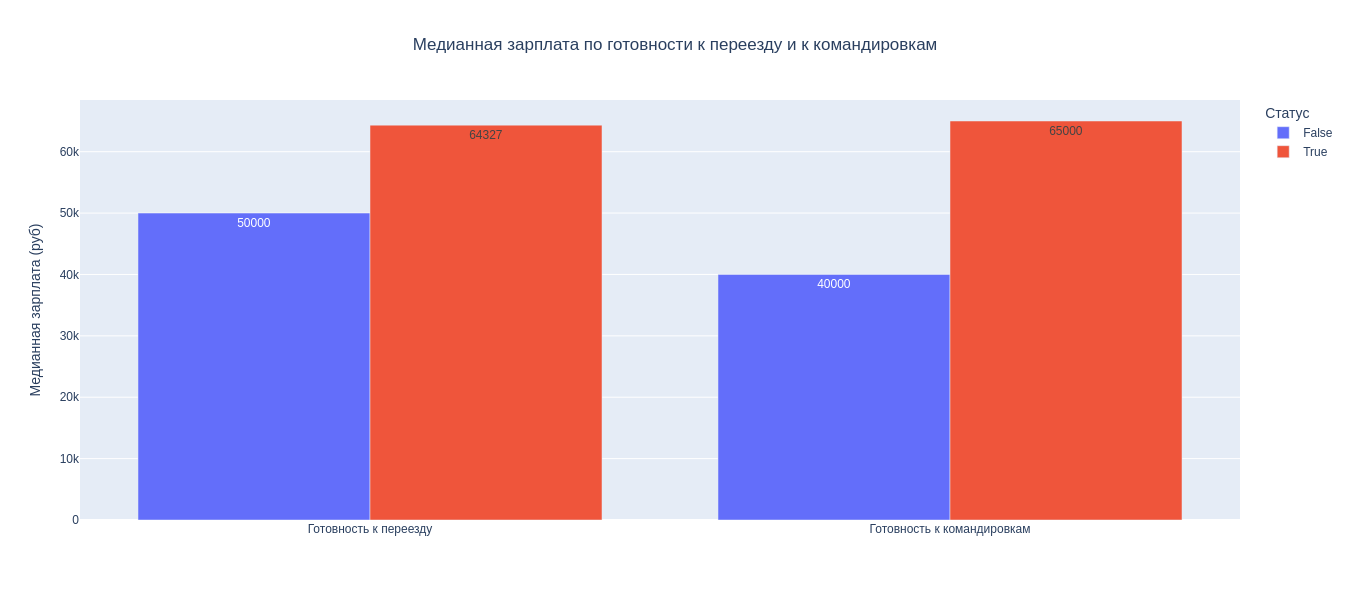 Медианная зарплата по готовности к переезду и к командировкам
Статус
False
True
Медианная зарплата (руб)
60k
50k
40k
30k
20k
10k
0
50000
64327
40000
65000
Готовность к переезду
Готовность к командировкам